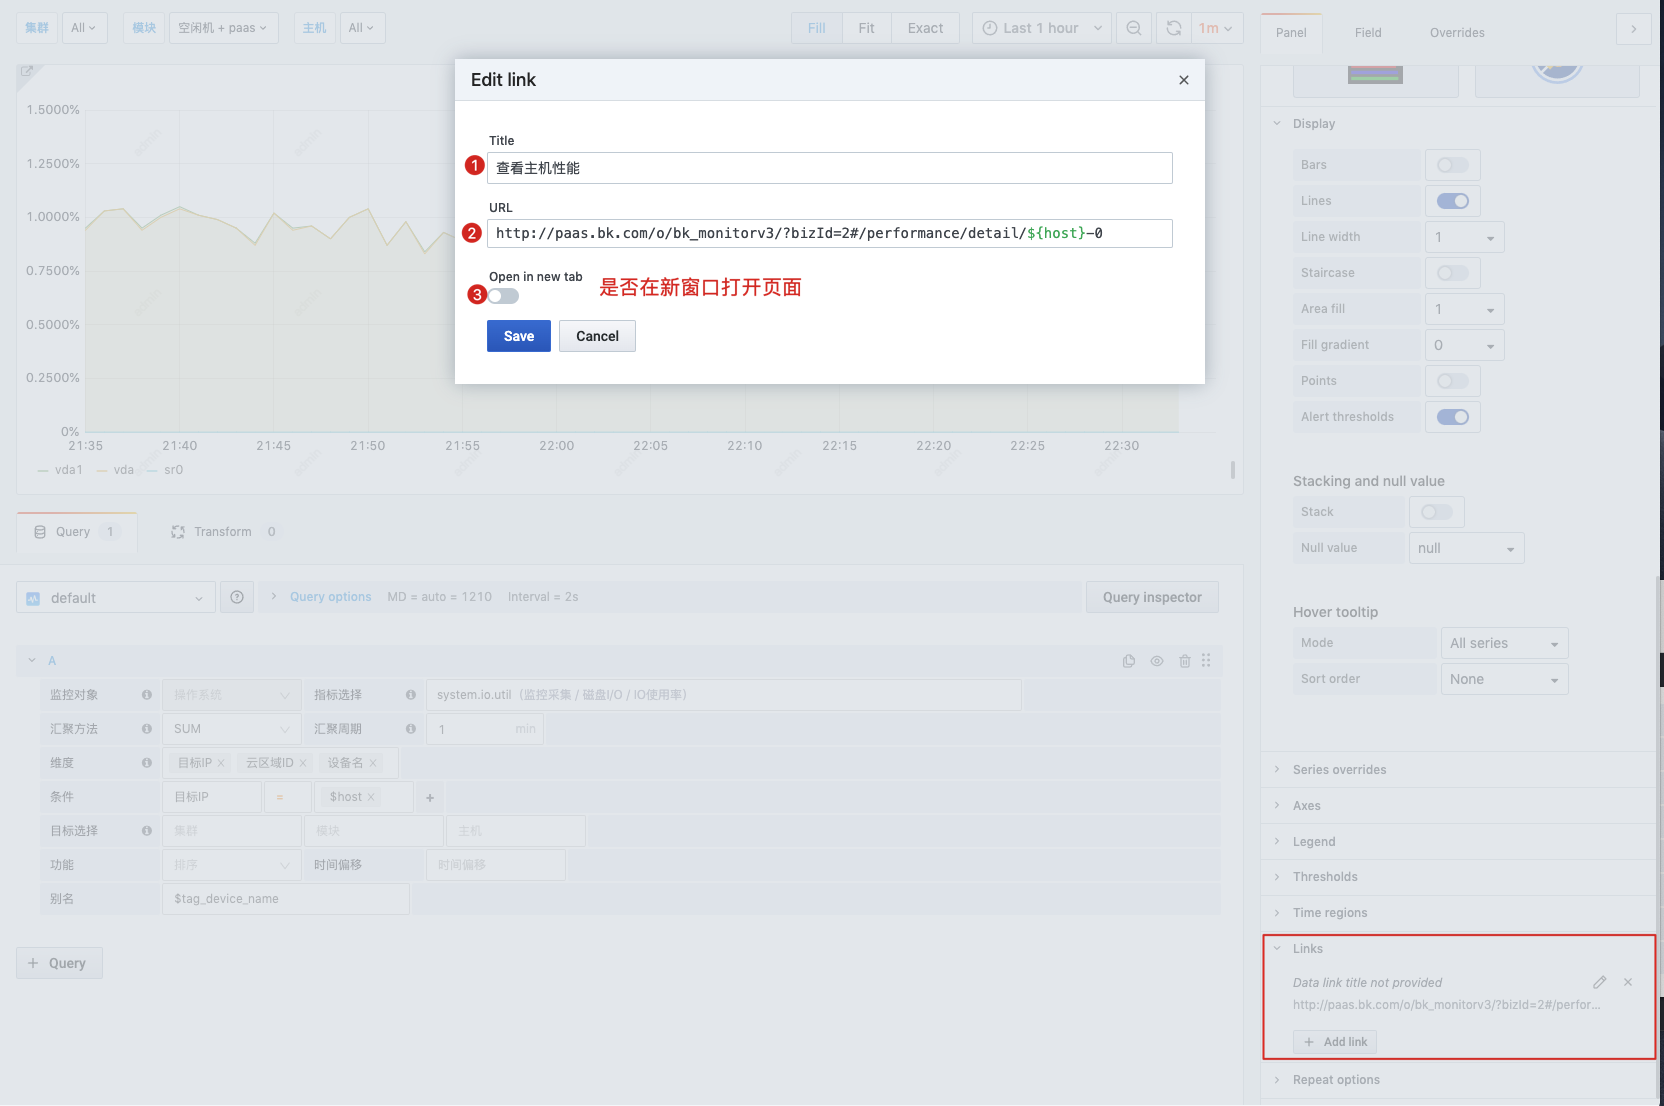 集群 All 模块 空闲机 + paas 主机 All Fill Fit Exact Last 1 hour 1m
Panel Field Overrides
Edit link
Title
1 查看主机性能
URL
2 http://paas.bk.com/o/bk_monitorv3/?bizId=2#/performance/detail/${host}-0
Open in new tab 是否在新窗口打开页面
3
Save Cancel
1.5000%
1.2500%
1.0000%
0.7500%
0.5000%
0.2500%
0%
21:35 21:40 21:45 21:50 21:55 22:00 22:05 22:10 22:15 22:20 22:25 22:30
vda1 vda sr0
Query 1 Transform 0
default Query options MD = auto = 1210 Interval = 2s Query inspector
A
监控对象 操作系统 指标选择 system.io.util（监控采集 / 磁盘I/O / IO使用率）
汇聚方法 SUM 汇聚周期 1 min
维度 目标IP 云区域ID 设备名
条件 目标IP = $host +
目标选择 集群 模块 主机
功能 排序 时间偏移 时间偏移
别名 $tag_device_name
+ Query
Display
Bars
Lines
Line width 1
Staircase
Area fill 1
Fill gradient 0
Points
Alert thresholds
Stacking and null value
Stack
Null value null
Hover tooltip
Mode All series
Sort order None
Series overrides
Axes
Legend
Thresholds
Time regions
Links
Data link title not provided
http://paas.bk.com/o/bk_monitorv3/?bizId=2#/perfor...
+ Add link
Repeat options